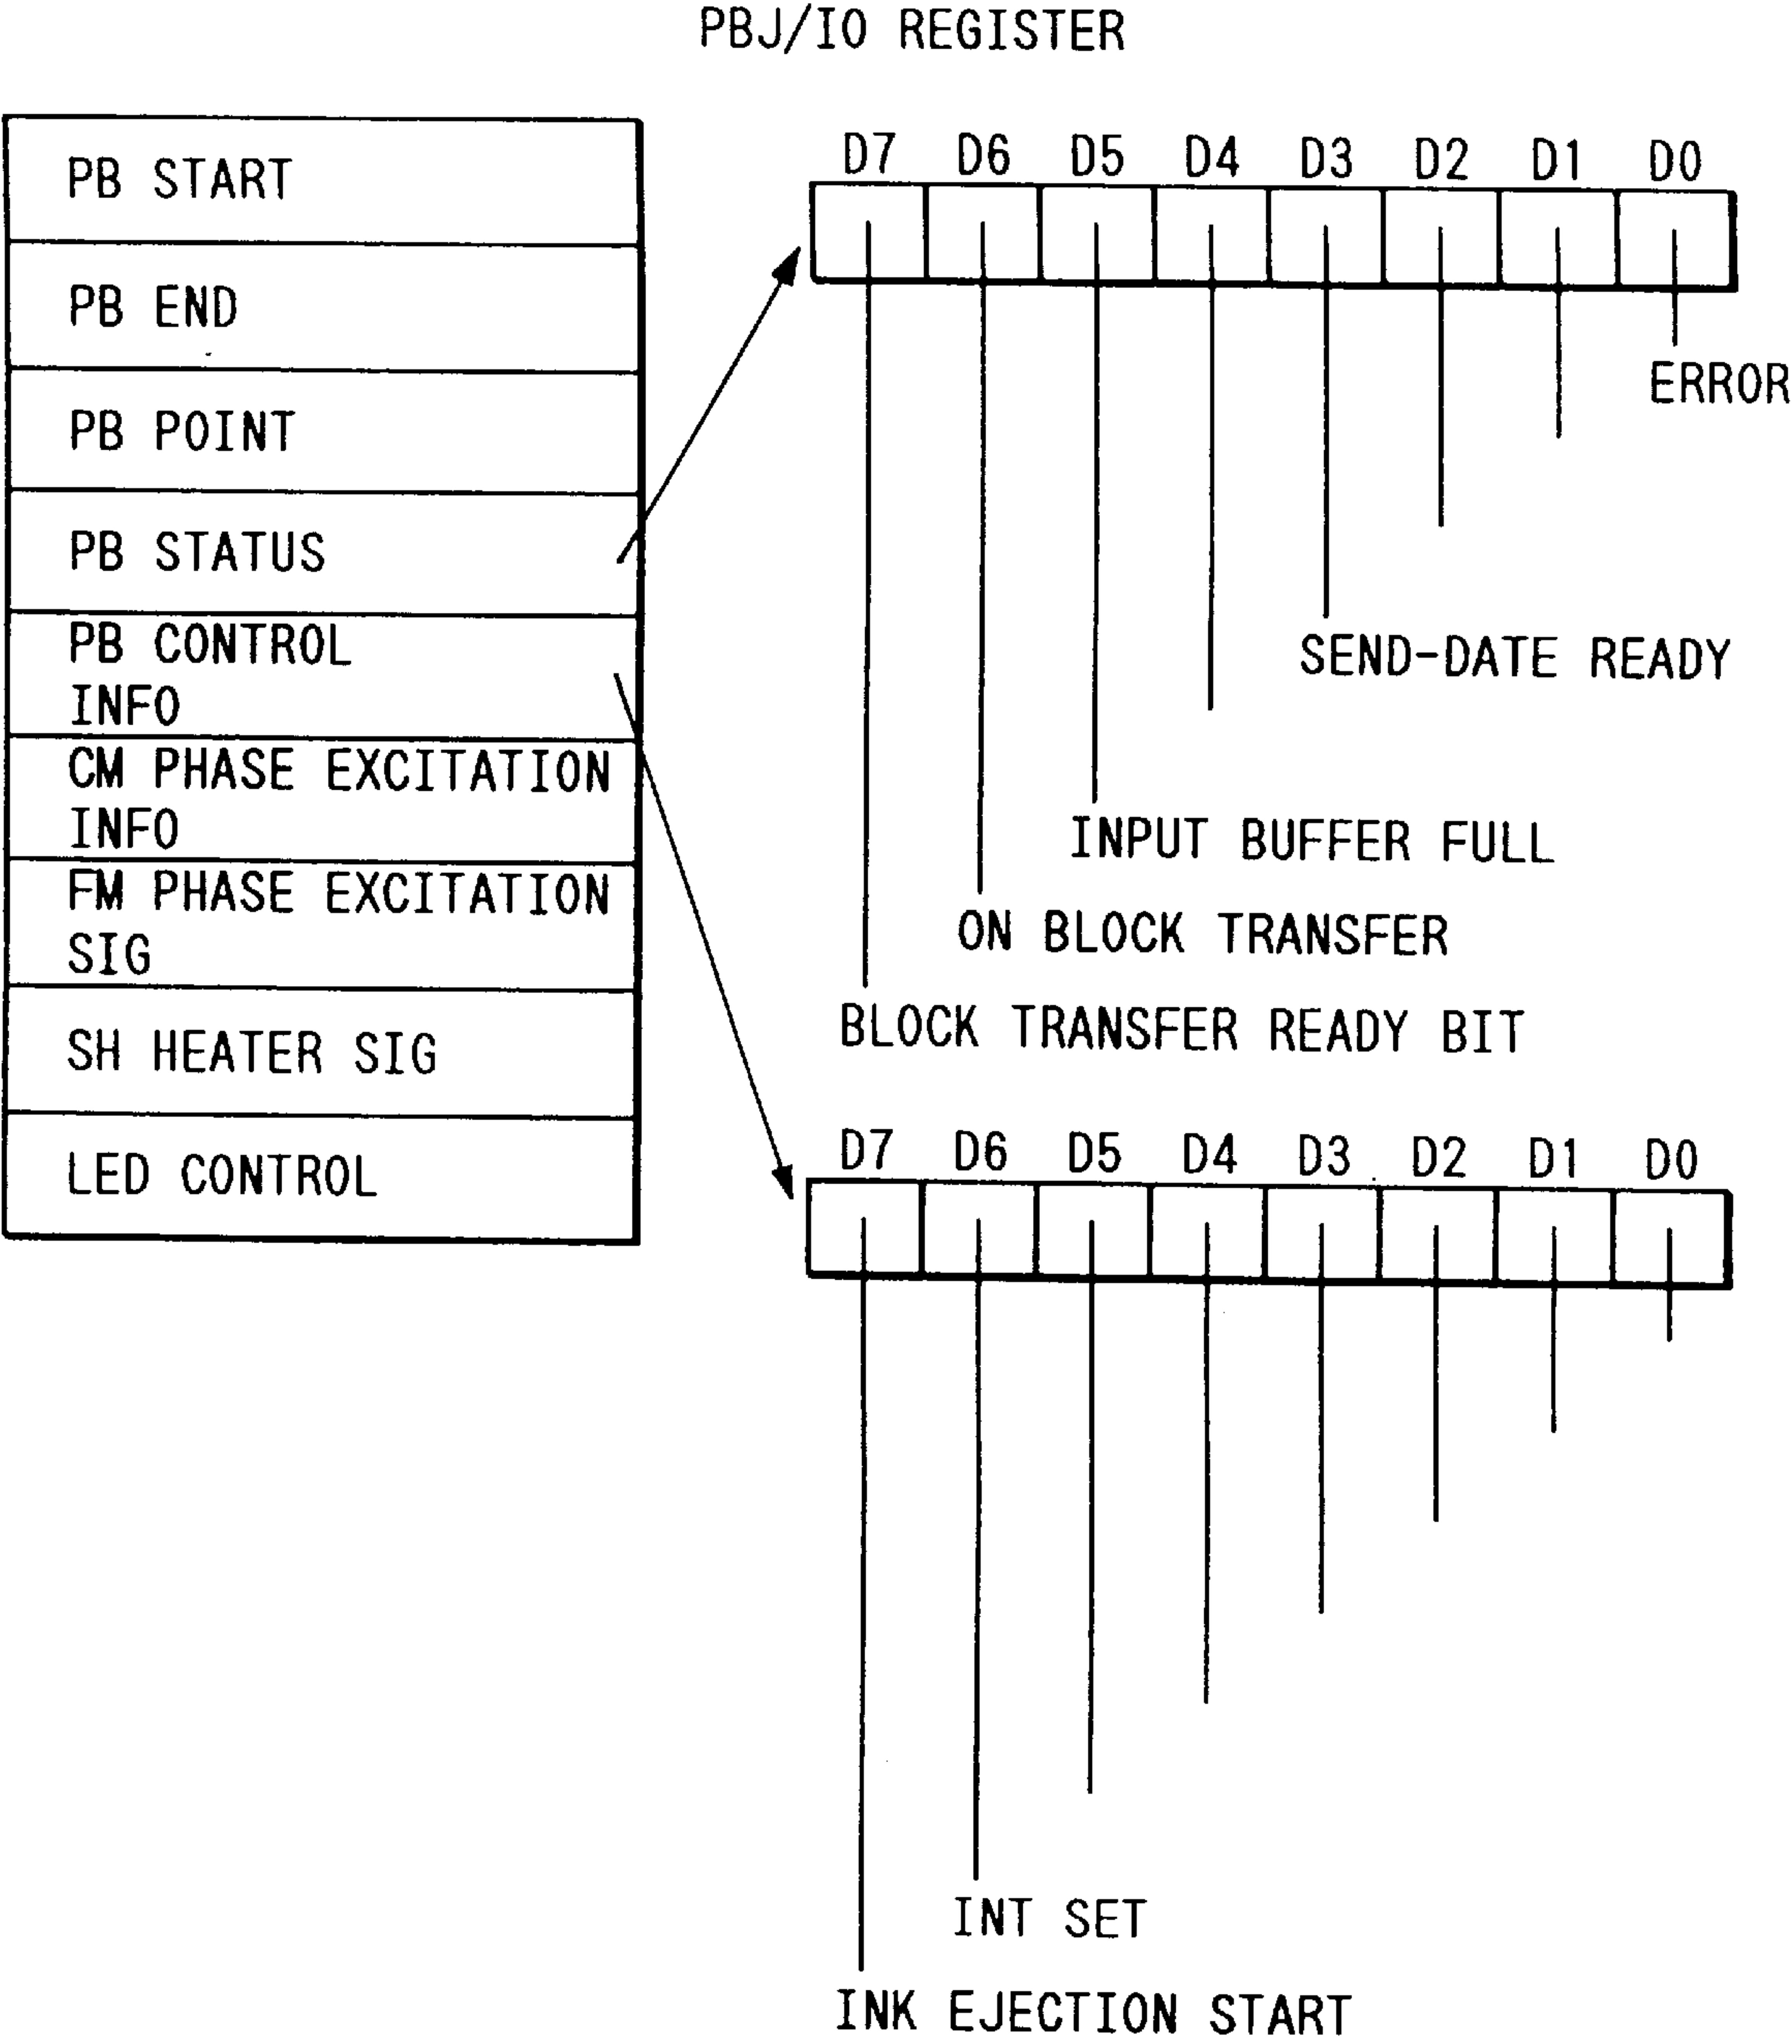 PBJ/IO REGISTER
PB START
PB END
PB POINT
PB STATUS
PB CONTROL
INFO
CM PHASE EXCITATION
INFO
FM PHASE EXCITATION
SIG
SH HEATER SIG
LED CONTROL
D7 D6 D5 D4 D3 D2 D1 D0
ERROR
SEND-DATE READY
INPUT BUFFER FULL
ON BLOCK TRANSFER
BLOCK TRANSFER READY BIT
D7 D6 D5 D4 D3 D2 D1 D0
INT SET
INK EJECTION START